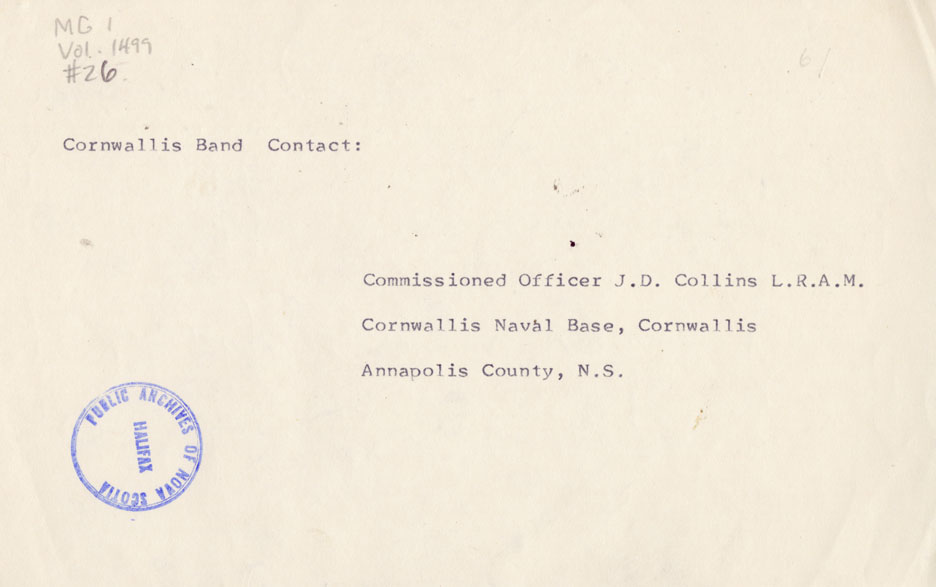 MG 1
Vol. 1499
#26
61
Cornwallis Band Contact:
Commissioned Officer J.D. Collins L.R.A.M.
Cornwallis Naval Base, Cornwallis
Annapolis County, N.S.
PUBLIC ARCHIVES OF NOVA SCOTIA
HALIFAX